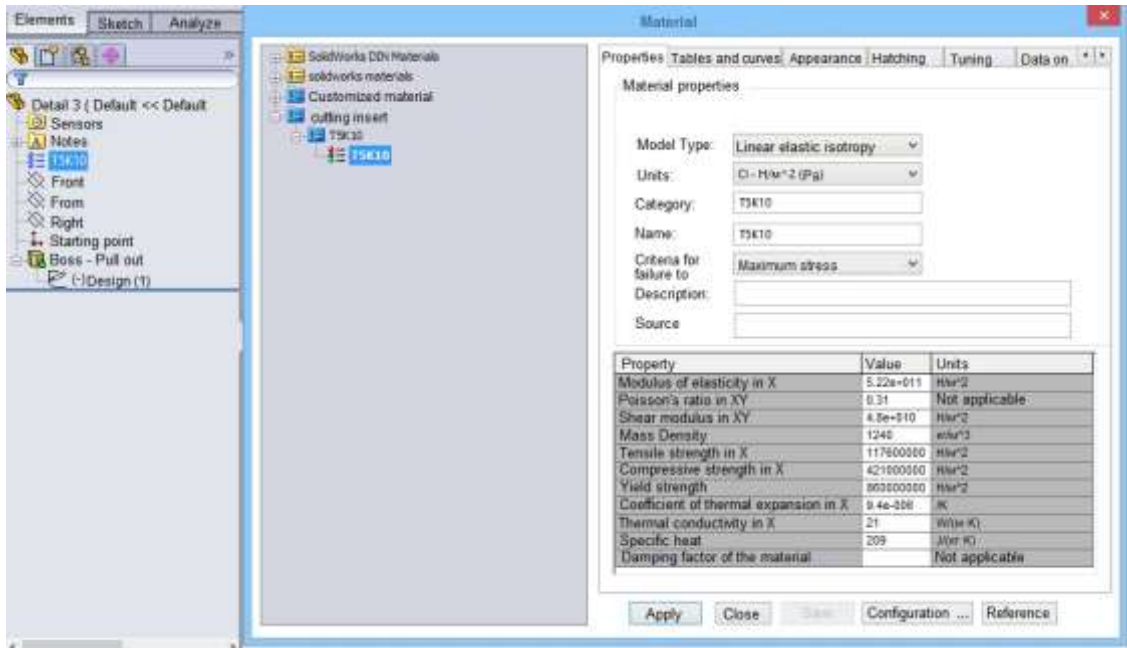 Elements Sketch Analyze
Material
Detail 3 ( Default << Default
Sensors
Notes
T5K10
Front
From
Right
Starting point
Boss - Pull out
(-)Design (1)
SolidWorks DIN Materials
solidworks materials
Customized material
cutting insert
T5K10
T5K10
Properties Tables and curves Appearance Hatching Tuning Data on
Material properties
Model Type: Linear elastic isotropy
Units:
Category: T5K10
Name: T5K10
Criteria for failure to Maximum stress
Description:
Source
Property Value Units
Modulus of elasticity in X 5.22e+011
Poisson's ratio in XY 0.31 Not applicable
Shear modulus in XY 4.8e+010
Mass Density 1240
Tensile strength in X 117600000
Compressive strength in X 421000000
Yield strength
Coefficient of thermal expansion in X
Thermal conductivity in X 21
Specific heat 209
Damping factor of the material Not applicable
Apply Close Save Configuration ... Reference